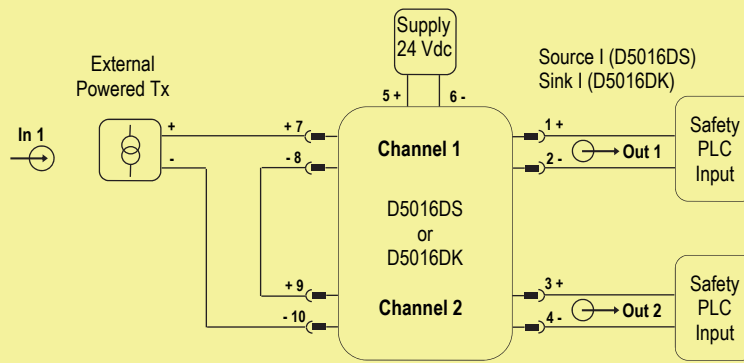 Supply
24 Vdc
5 +
6 -
External
Powered Tx
In 1
+
-
+ 7
- 8
+ 9
- 10
Channel 1
D5016DS
or
D5016DK
Channel 2
Source I (D5016DS)
Sink I (D5016DK)
1 +
2 -
Out 1
Safety
PLC
Input
3 +
4 -
Out 2
Safety
PLC
Input